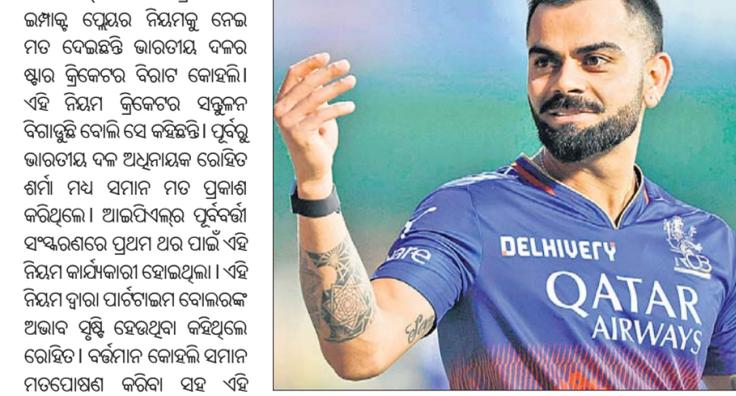 ଇମ୍ପାକ୍ଟ ପ୍ଲେୟର ନିୟମକୁ ନେଇ
ମତ ଦେଇଛନ୍ତି ଭାରତୀୟ ଦଳର
ଷ୍ଟାର କ୍ରିକେଟର ବିରାଟ କୋହଲି।
ଏହି ନିୟମ କ୍ରିକେଟର ସନ୍ତୁଳନ
ବିଗାଡୁଛି ବୋଲି ସେ କହିଛନ୍ତି। ପୂର୍ବରୁ
ଭାରତୀୟ ଦଳ ଅଧିନାୟକ ରୋହିତ
ଶର୍ମା ମଧ୍ୟ ସମାନ ମତ ପ୍ରକାଶ
କରିଥିଲେ। ଆଇପିଏଲ୍‌ର ପୂର୍ବବର୍ତ୍ତୀ
ସଂସ୍କରଣରେ ପ୍ରଥମ ଥର ପାଇଁ ଏହି
ନିୟମ କାର୍ଯ୍ୟକାରୀ ହୋଇଥିଲା। ଏହି
ନିୟମ ଦ୍ୱାରା ପାର୍ଟଟାଇମ ବୋଲରଙ୍କ
ଅଭାବ ସୃଷ୍ଟି ହେଉଥିବା କହିଥିଲେ
ରୋହିତ। ବର୍ତ୍ତମାନ କୋହଲି ସମାନ
ମତପୋଷଣ କରିବା ସହ ଏହି
DELHIVERY
QATAR
AIRWAYS